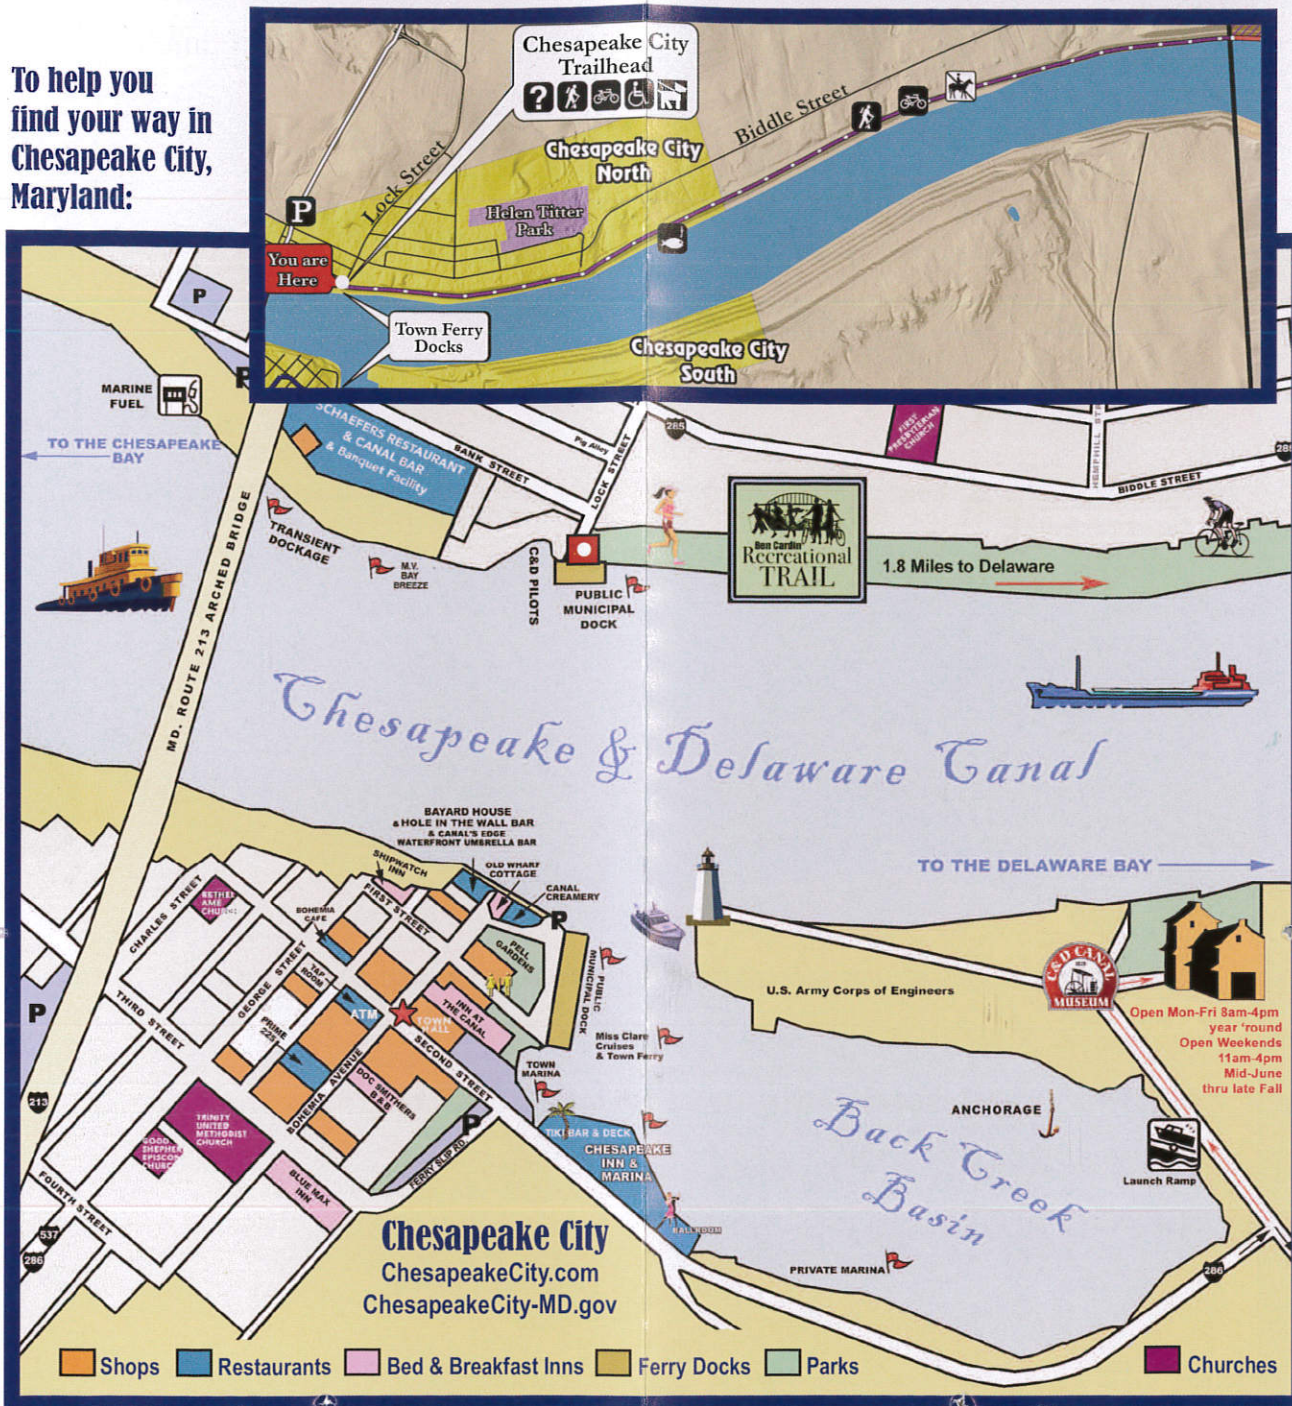 To help you
find your way in
Chesapeake City,
Maryland:
Chesapeake City
Trailhead
?
Biddle Street
Chesapeake City
North
Lock Street
Helen Titter
Park
P
You are
Here
Town Ferry
Docks
Chesapeake City
South
P
P
MARINE
FUEL
TO THE CHESAPEAKE
BAY
SCHAEFERS RESTAURANT
& CANAL BAR
& Banquet Facility
BANK STREET
Pig Alley
LOCK STREET
285
FIRST
PRESBYTERIAN
CHURCH
HEMPHILL STR
BIDDLE STREET
285
TRANSIENT
DOCKAGE
M.V.
BAY
BREEZE
C&D PILOTS
PUBLIC
MUNICIPAL
DOCK
Ben Cardin
Recreational
TRAIL
1.8 Miles to Delaware
MD. ROUTE 213 ARCHED BRIDGE
Chesapeake & Delaware Canal
BAYARD HOUSE
& HOLE IN THE WALL BAR
& CANAL'S EDGE
WATERFRONT UMBRELLA BAR
SHIPWATCH
INN
OLD WHARF
COTTAGE
CANAL
CREAMERY
TO THE DELAWARE BAY
CHARLES STREET
BETHEL
AME
CHURCH
FIRST STREET
BOHEMIA
CAFE
P
PELL
GARDENS
GEORGE STREET
TAP
ROOM
PUBLIC
MUNICIPAL DOCK
C&D CANAL
MUSEUM
U.S. Army Corps of Engineers
P
THIRD STREET
PRIME
225
ATM
TOWN
HALL
INN AT
THE CANAL
Open Mon-Fri 8am-4pm
year 'round
Open Weekends
11am-4pm
Mid-June
thru late Fall
Miss Clare
Cruises
& Town Ferry
SECOND STREET
BOHEMIA AVENUE
DOC SMITHERS
B&B
TOWN
MARINA
213
TRINITY
UNITED
METHODIST
CHURCH
GOOD
SHEPHER
EPISCON
CHURCH
P
TIKI BAR & DECK
CHESAPEAKE
INN &
MARINA
ANCHORAGE
Back Creek
Basin
Launch Ramp
FERRY SLIP RD.
BLUE MAX
INN
FOURTH STREET
BALLROOM
537
286
PRIVATE MARINA
286
Chesapeake City
ChesapeakeCity.com
ChesapeakeCity-MD.gov
Shops
Restaurants
Bed & Breakfast Inns
Ferry Docks
Parks
Churches